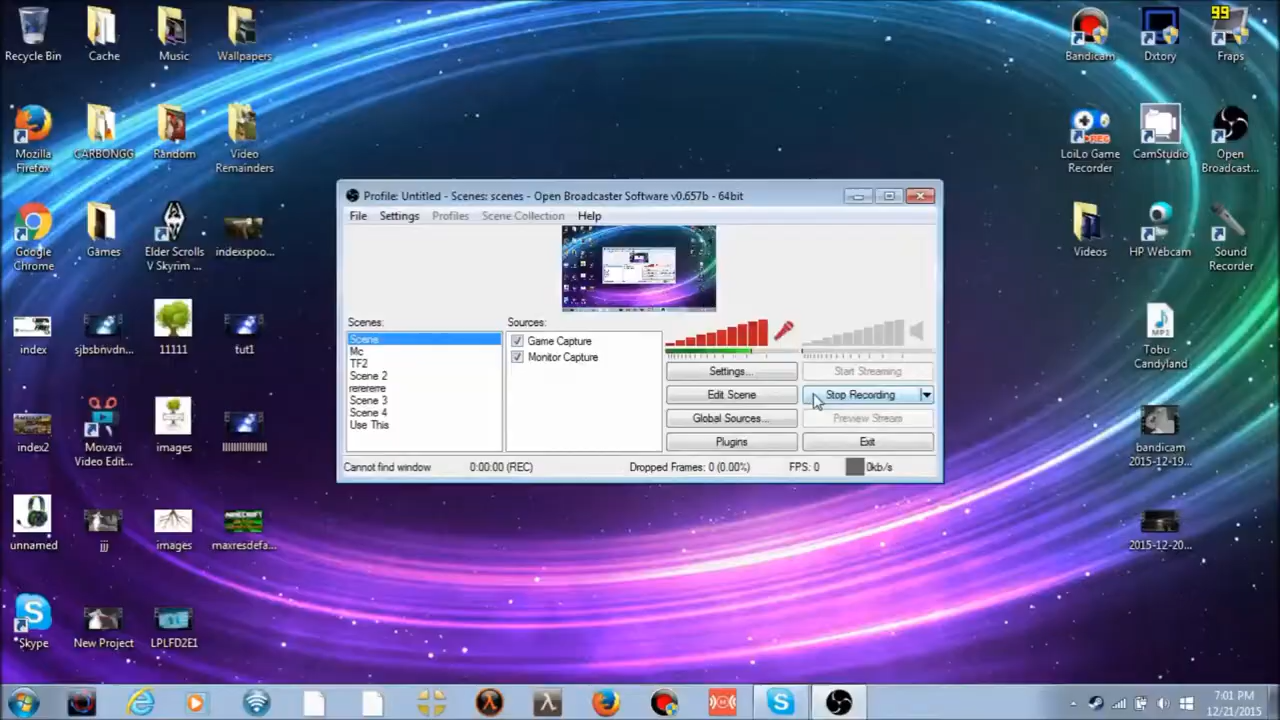 Recycle Bin
Cache
Music
Wallpapers
Bandicam
Dxtory
99
Fraps
Mozilla
Firefox
CARBONGG
Random
Video
Remainders
LoiLo Game
Recorder
REC
CamStudio
Open
Broadcast...
Google
Chrome
Games
Elder Scrolls
V Skyrim ...
indexspoo...
Videos
HP Webcam
Sound
Recorder
index
sjbsbnvdn...
11111
tut1
MP2
Tobu -
Candyland
index2
Movavi
Video Edit...
images
bandicam
2015-12-19...
unnamed
jjj
images
MINECRAFT
maxresdefa...
2015-12-20...
Skype
New Project
LPLFD2E1
Profile: Untitled - Scenes: scenes - Open Broadcaster Software v0.657b - 64bit
File Settings Profiles Scene Collection Help
Scenes:
Scene
Mc
TF2
Scene 2
rererere
Scene 3
Scene 4
Use This
Sources:
Game Capture
Monitor Capture
Settings...
Start Streaming
Edit Scene
Stop Recording
Global Sources...
Preview Stream
Plugins
Exit
Cannot find window 0:00:00 (REC) Dropped Frames: 0 (0.00%) FPS: 0 0kb/s
7:01 PM
12/21/2015